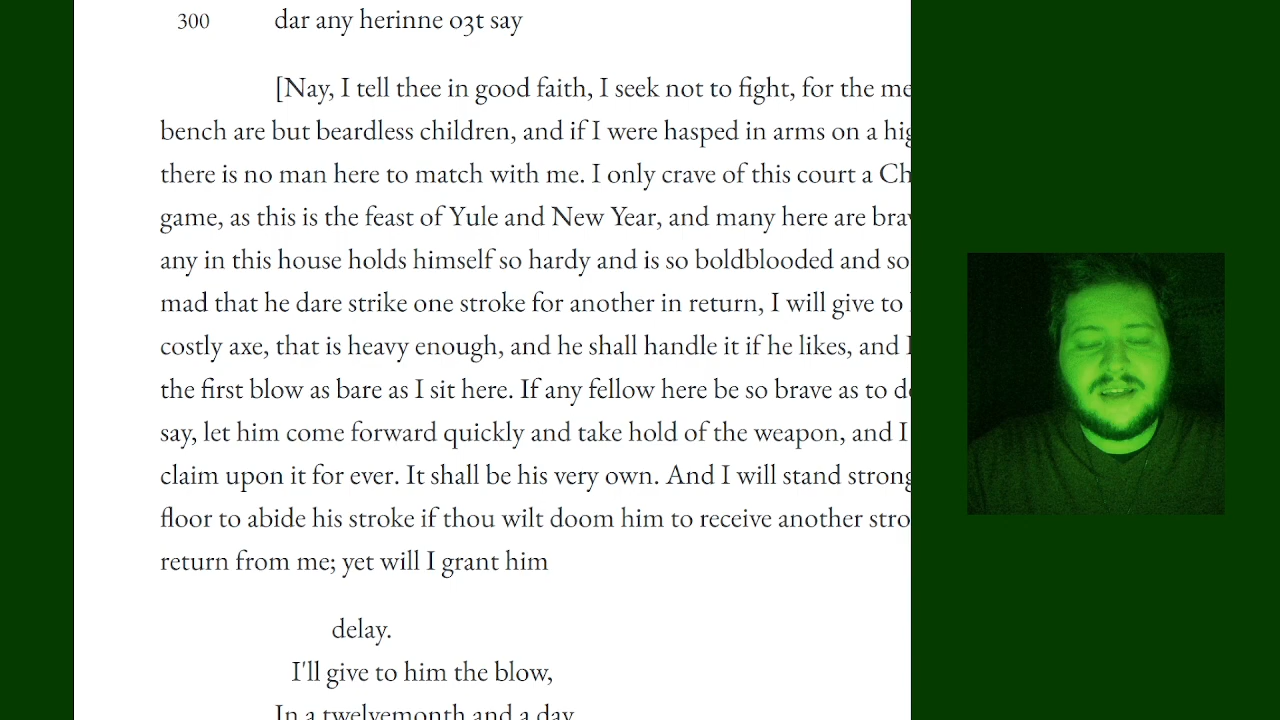 300 dar any herinne oȝt say
[Nay, I tell thee in good faith, I seek not to fight, for the
bench are but beardless children, and if I were hasped in arms on a
there is no man here to match with me. I only crave of this court a
game, as this is the feast of Yule and New Year, and many here are
any in this house holds himself so hardy and is so boldblooded and so
mad that he dare strike one stroke for another in return, I will give to
costly axe, that is heavy enough, and he shall handle it if he likes, and
the first blow as bare as I sit here. If any fellow here be so brave as to
say, let him come forward quickly and take hold of the weapon, and I
claim upon it for ever. It shall be his very own. And I will stand
floor to abide his stroke if thou wilt doom him to receive another
return from me; yet will I grant him
delay.
I'll give to him the blow,
In a twelvemonth and a day